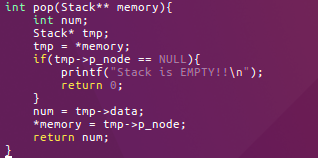 int pop(Stack** memory){
    int num;
    Stack* tmp;
    tmp = *memory;
    if(tmp->p_node == NULL){
        printf("Stack is EMPTY!!\n");
        return 0;
    }
    num = tmp->data;
    *memory = tmp->p_node;
    return num;
}